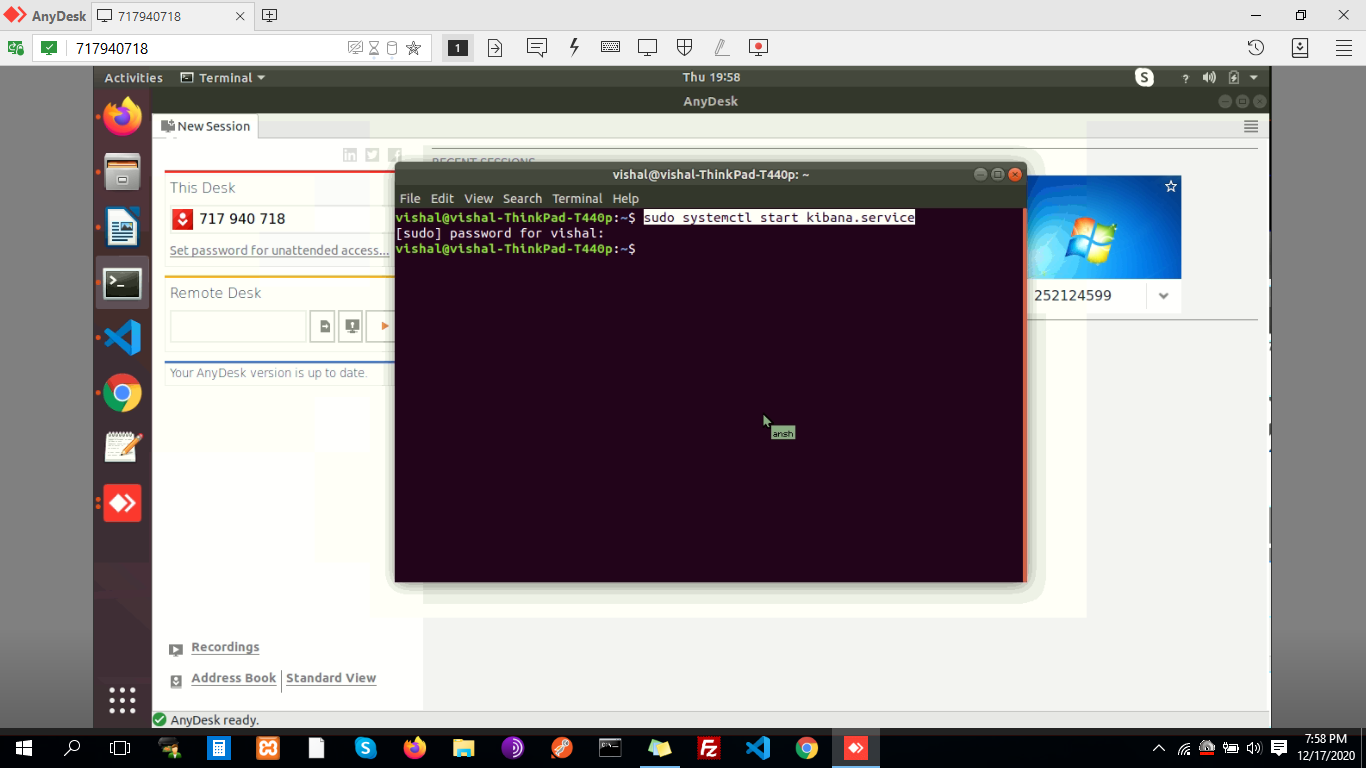 AnyDesk
717940718
717940718
1
Activities
Terminal
Thu 19:58
S
?
AnyDesk
New Session
RECENT SESSIONS
This Desk
717 940 718
Set password for unattended access...
Remote Desk
Your AnyDesk version is up to date.
252124599
vishal@vishal-ThinkPad-T440p: ~
File Edit View Search Terminal Help
vishal@vishal-ThinkPad-T440p:~$ sudo systemctl start kibana.service
[sudo] password for vishal:
vishal@vishal-ThinkPad-T440p:~$
ansh
Recordings
Address Book
Standard View
AnyDesk ready.
7:58 PM
12/17/2020